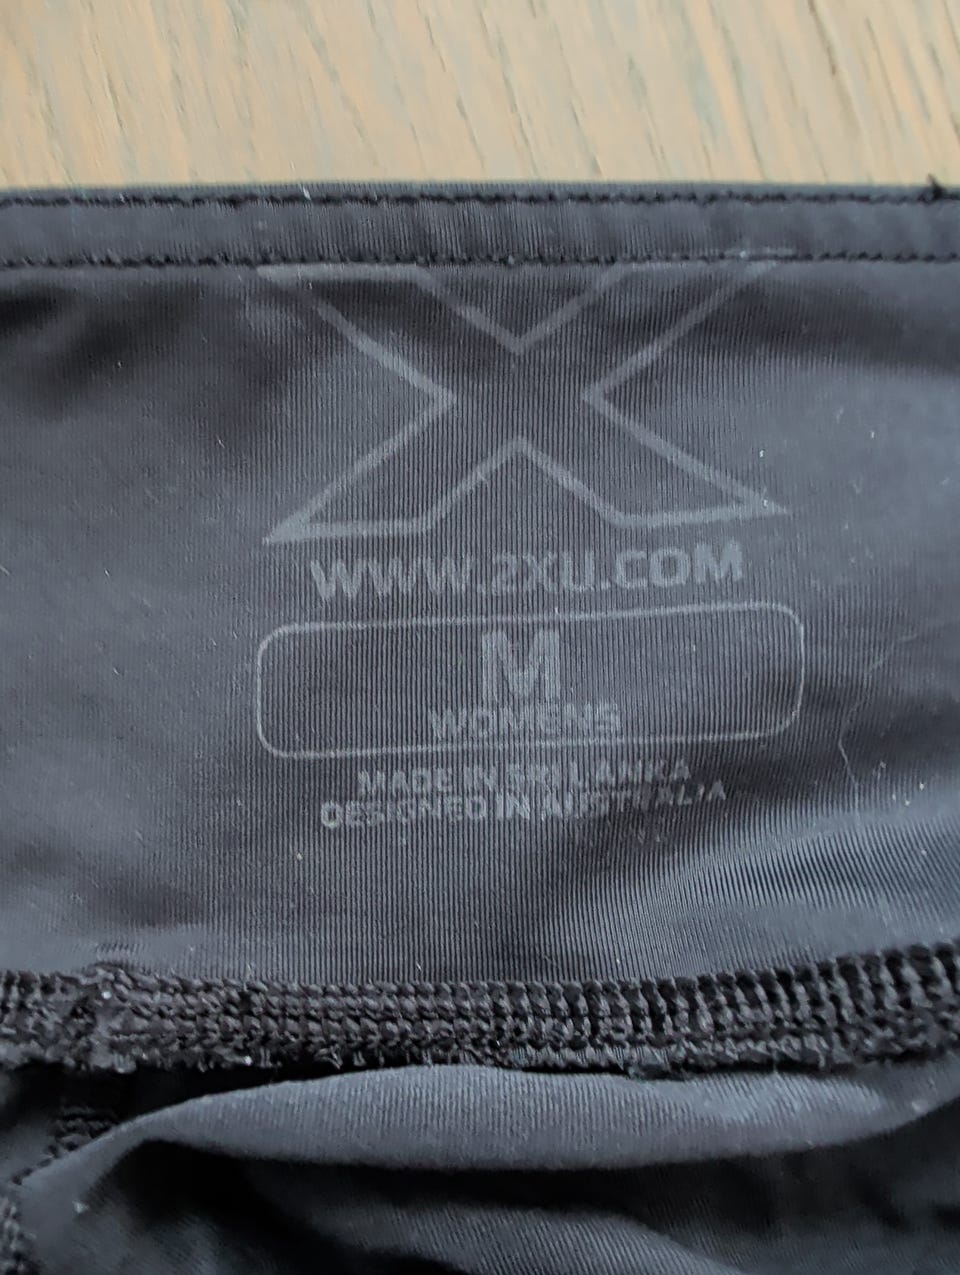 X
WWW.2XU.COM
M
WOMENS
MADE IN SRI LANKA
DESIGNED IN AUSTRALIA